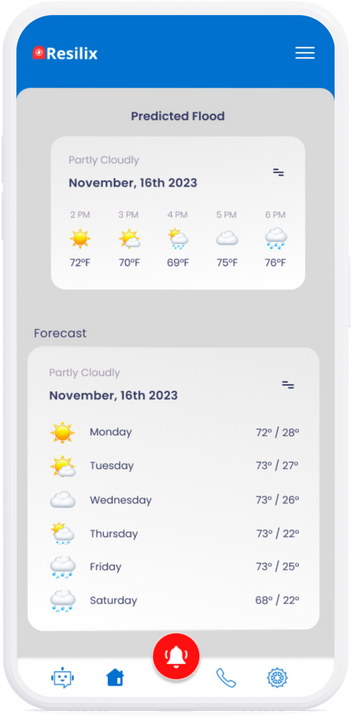 Resilix
Predicted Flood
Partly Cloudly
November, 16th 2023
2 PM 3 PM 4 PM 5 PM 6 PM
72ºF 70ºF 69ºF 75ºF 76ºF
Forecast
Partly Cloudly
November, 16th 2023
Monday 72º / 28º
Tuesday 73º / 27º
Wednesday 73º / 26º
Thursday 73º / 22º
Friday 73º / 25º
Saturday 68º / 22º